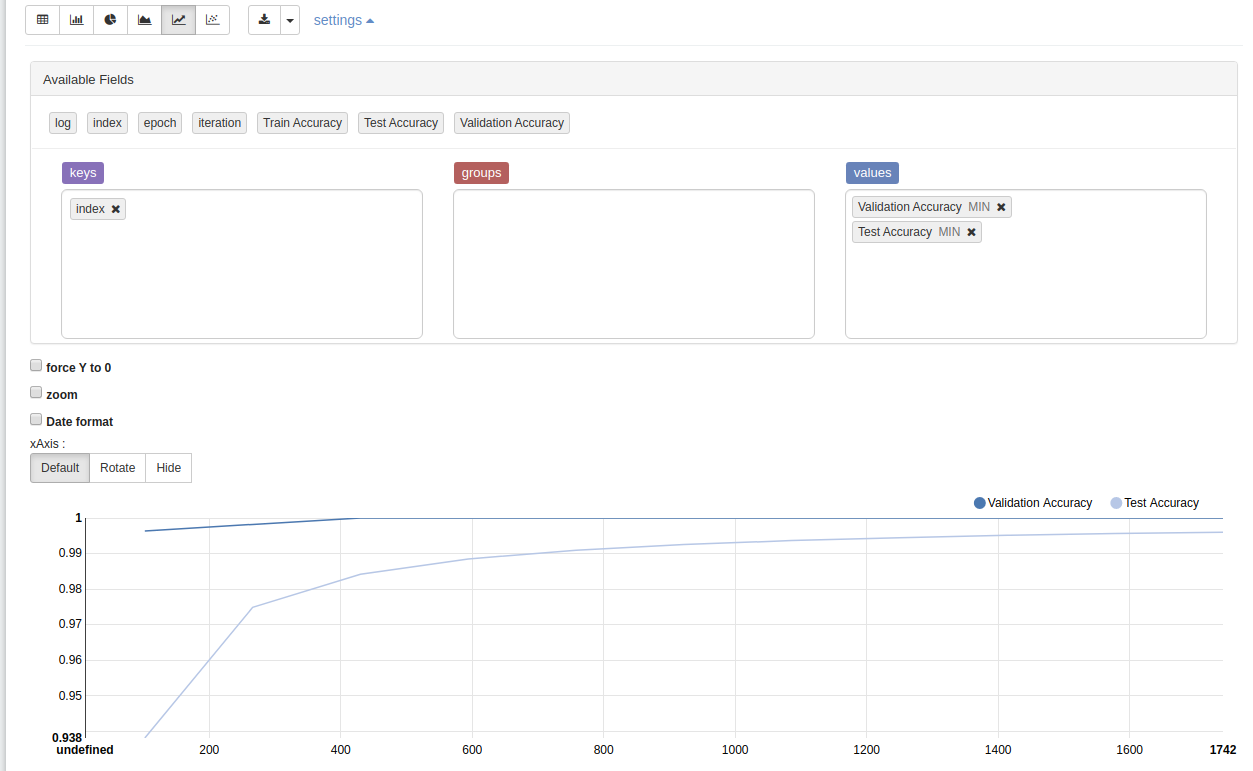 settings
Available Fields
log index epoch iteration Train Accuracy Test Accuracy Validation Accuracy
keys groups values
index
Validation Accuracy MIN
Test Accuracy MIN
force Y to 0
zoom
Date format
xAxis :
Default Rotate Hide
Validation Accuracy Test Accuracy
1
0.99
0.98
0.97
0.96
0.95
0.938
undefined 200 400 600 800 1000 1200 1400 1600 1742